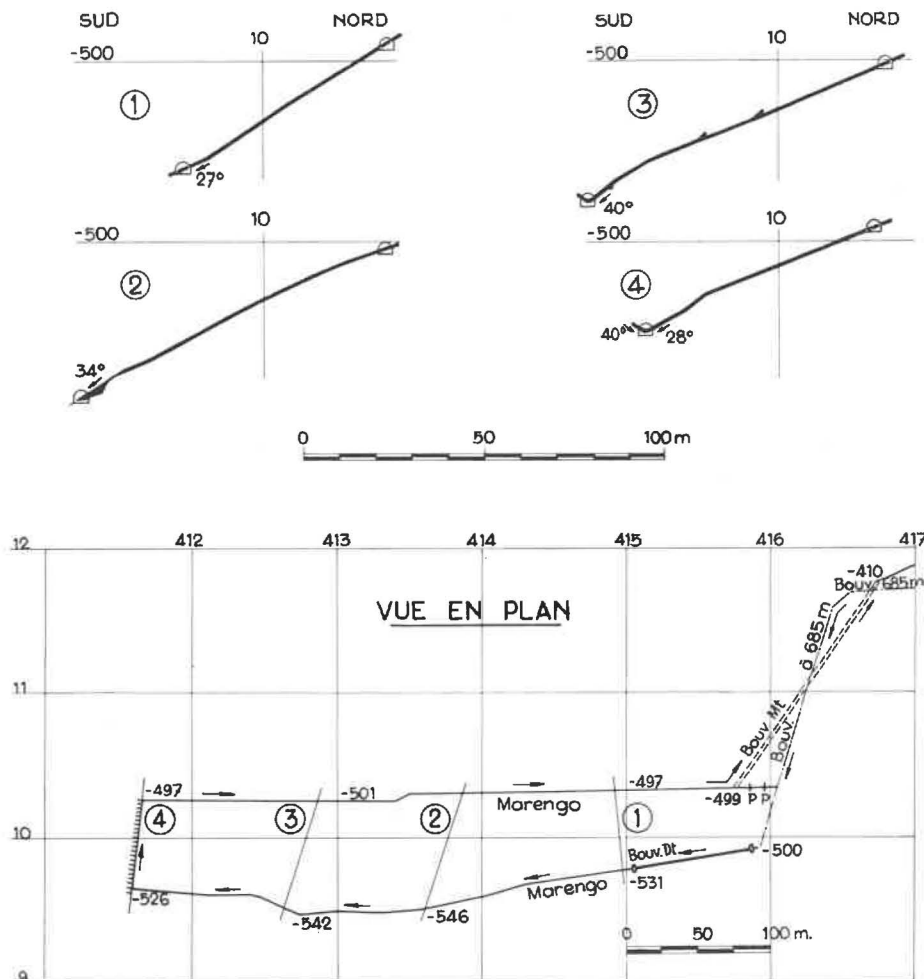 SUD NORD
10
-500
①
27°
SUD NORD
10
-500
③
40°
10
-500
②
34°
10
-500
④
40° 28°
0 50 100m
12 412 413 414 415 416 417
-410
Bouv. 685m
VUE EN PLAN
à 685m
11
Bouv. Mt
Bouv.
-497 -501 -497
Marengo
-499 P P
④ ③ ② ①
10
Bouv. Dt -500
Marengo -531
-526 -542 -546
0 50 100 m.
9